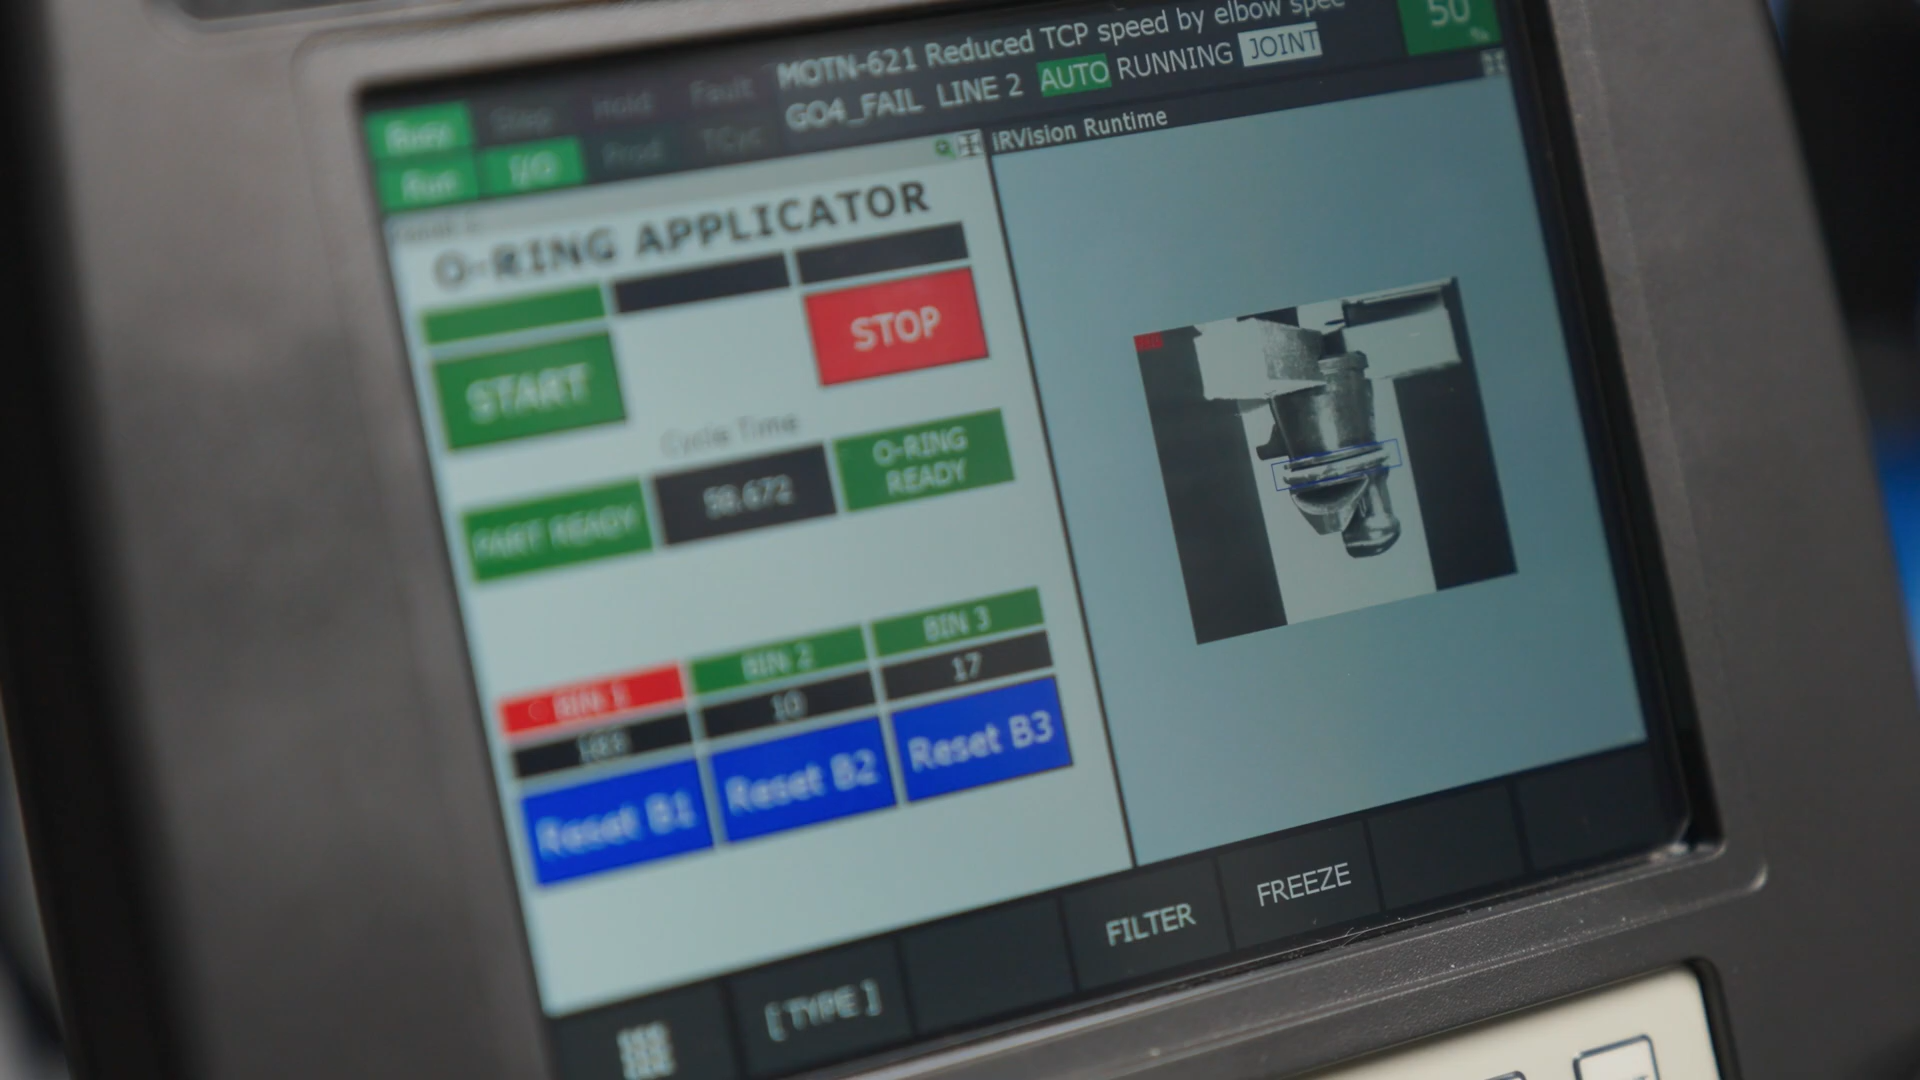 MOTN-621 Reduced TCP speed by elbow spec
50
%
Busy Step Hold Fault
GO4_FAIL LINE 2 AUTO RUNNING JOINT
Run I/O Prod TCyc
iRVision Runtime
O-RING APPLICATOR
START
STOP
Cycle Time
PART READY
58.672
O-RING
READY
BIN 1
BIN 2
BIN 3
10
17
Reset B1
Reset B2
Reset B3
[ TYPE ]
FILTER
FREEZE